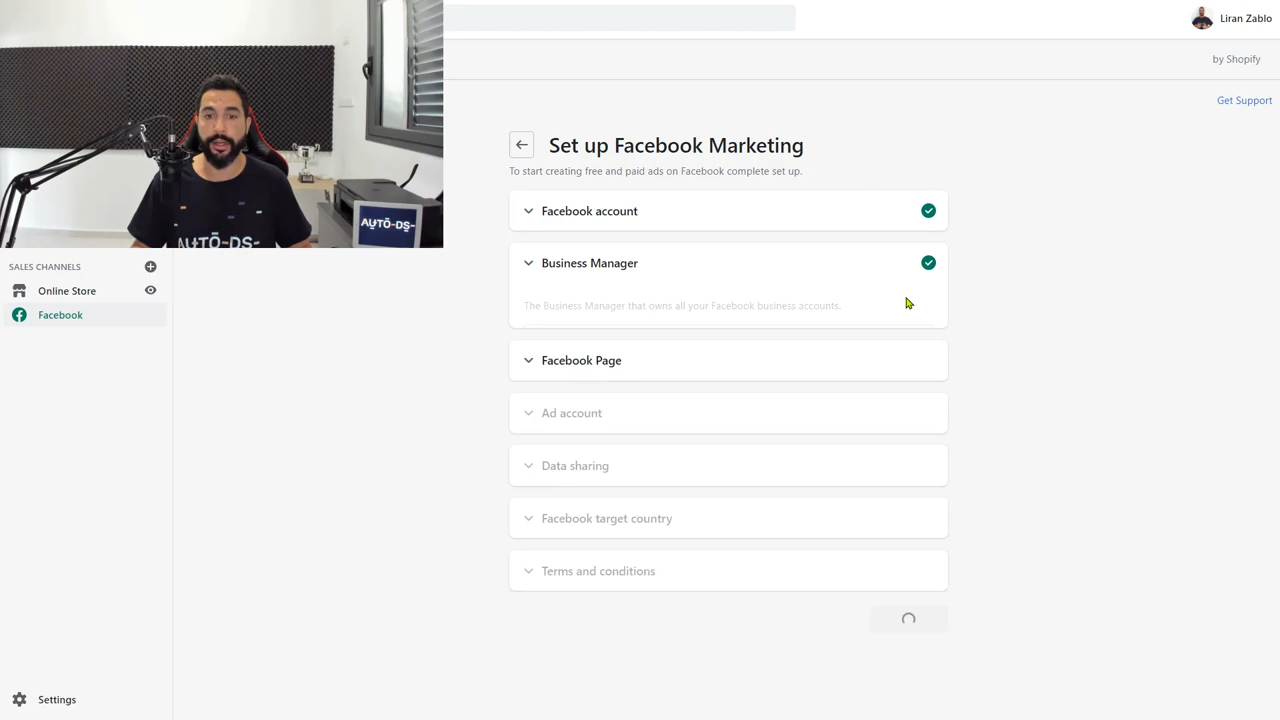 Liran Zablo
by Shopify
Get Support
Set up Facebook Marketing
To start creating free and paid ads on Facebook complete set up.
Facebook account
Business Manager
The Business Manager that owns all your Facebook business accounts.
Facebook Page
Ad account
Data sharing
Facebook target country
Terms and conditions
AUTO-DS-
AUTO-DS-
SALES CHANNELS
Online Store
Facebook
Settings